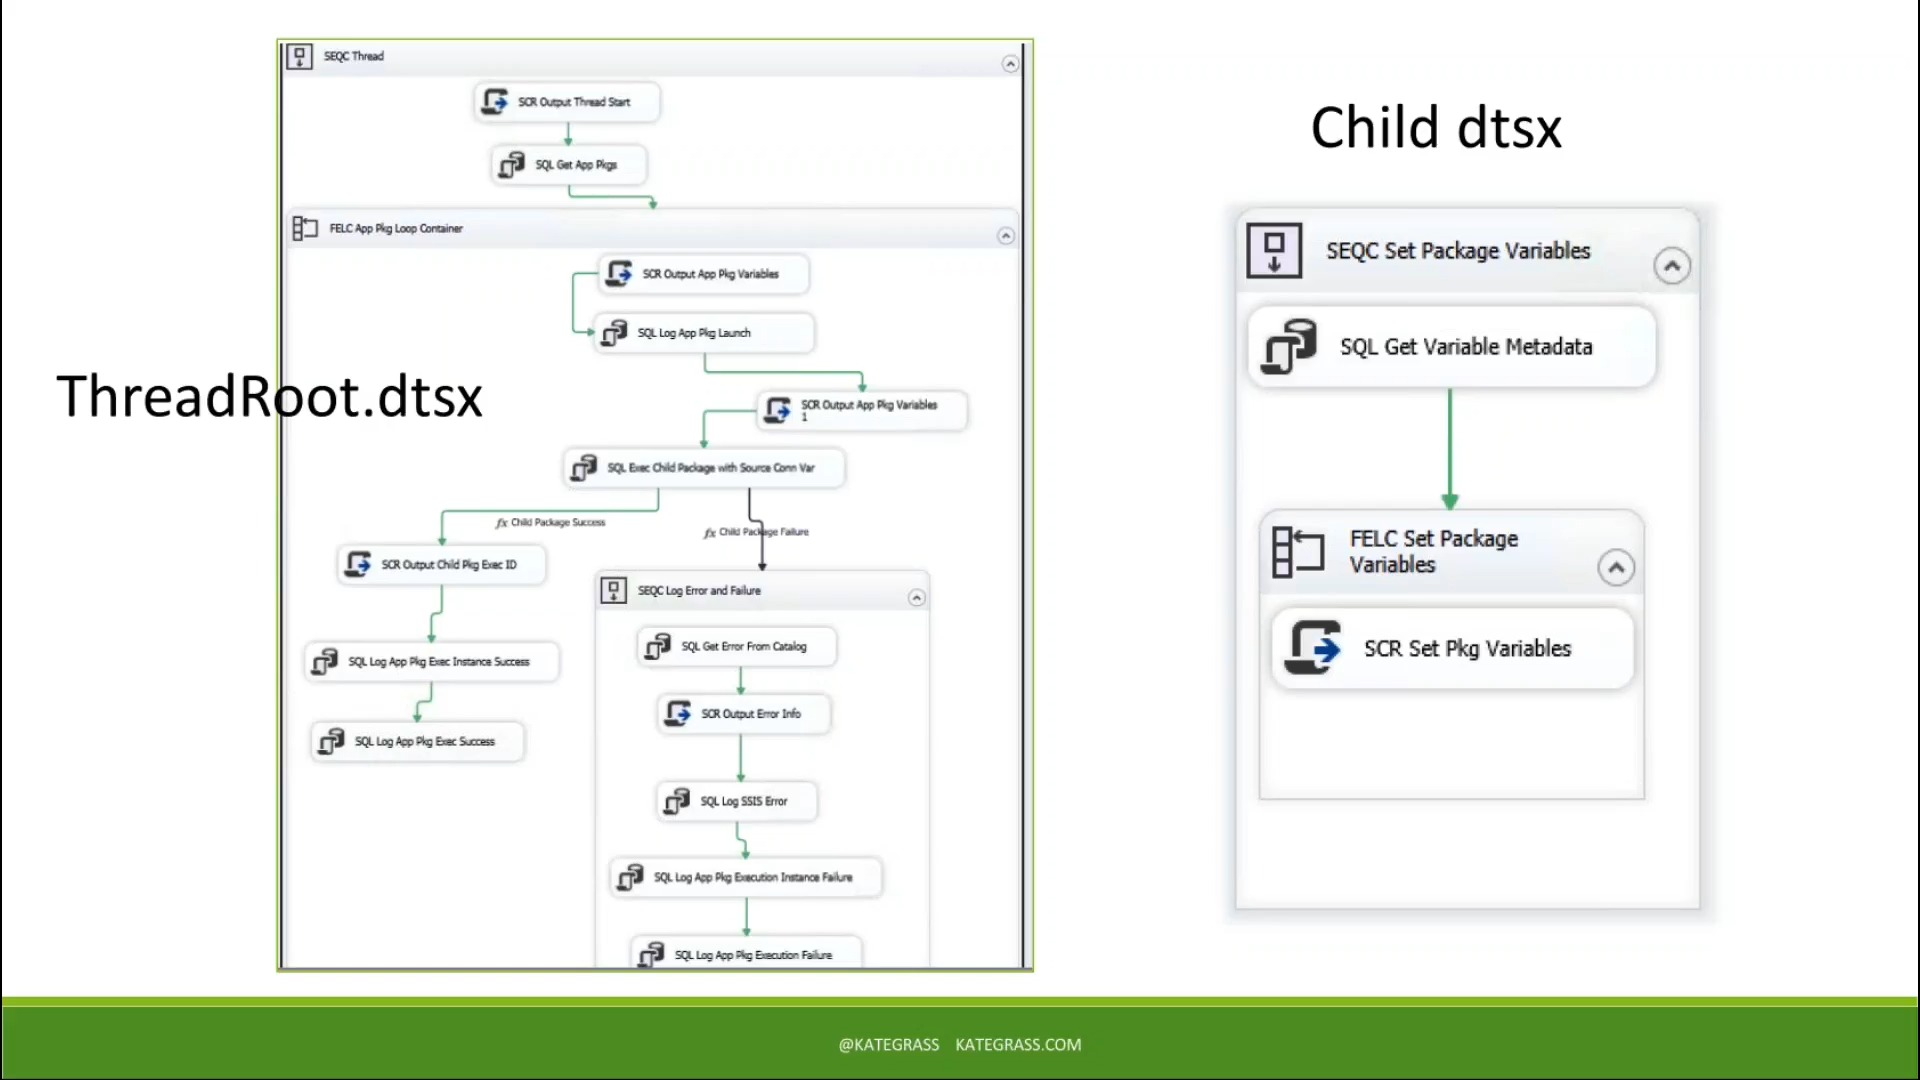 SEQC Thread
SCR Output Thread Start
SQL Get App Pkgs
FELC App Pkg Loop Container
SCR Output App Pkg Variables
SQL Log App Pkg Launch
SCR Output App Pkg Variables
1
SQL Exec Child Package with Source Conn Var
fx Child Package Success
fx Child Package Failure
SCR Output Child Pkg Exec ID
SQL Log App Pkg Exec Instance Success
SQL Log App Pkg Exec Success
SEQC Log Error and Failure
SQL Get Error From Catalog
SCR Output Error Info
SQL Log SSIS Error
SQL Log App Pkg Execution Instance Failure
SQL Log App Pkg Execution Failure
ThreadRoot.dtsx
Child dtsx
SEQC Set Package Variables
SQL Get Variable Metadata
FELC Set Package
Variables
SCR Set Pkg Variables
@KATEGRASS KATEGRASS.COM